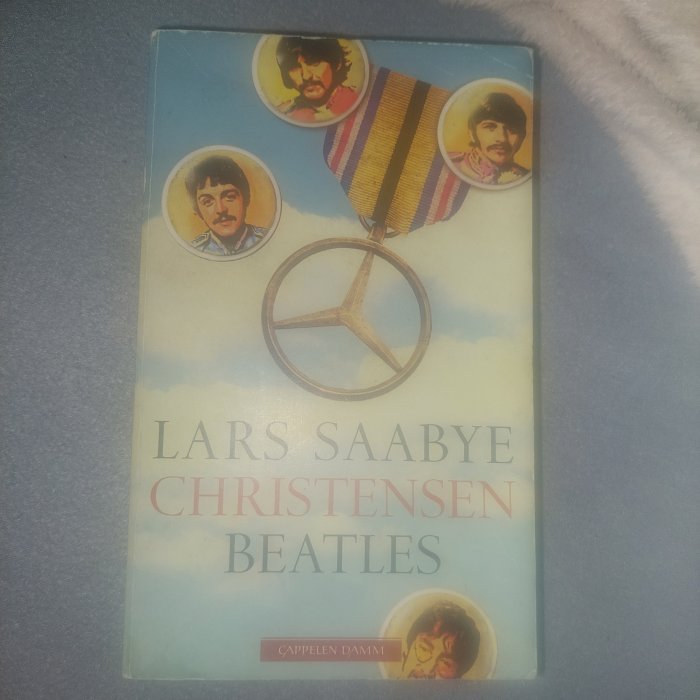 LARS SAABYE
CHRISTENSEN
BEATLES
CAPPELEN DAMM